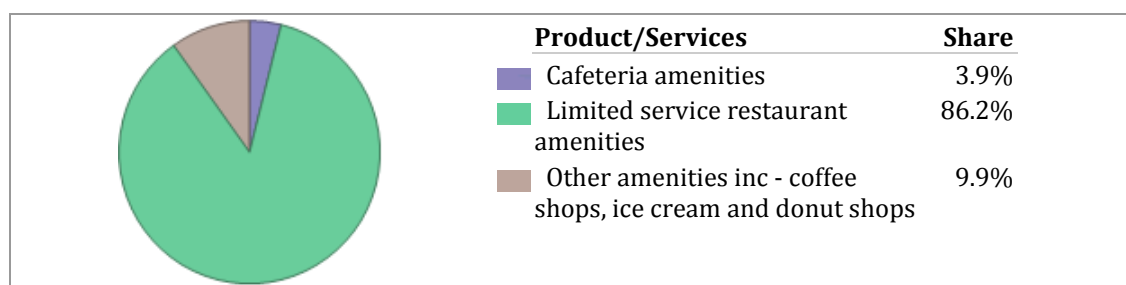 Product/Services Share
Cafeteria amenities 3.9%
Limited service restaurant 86.2%
amenities
Other amenities inc - coffee 9.9%
shops, ice cream and donut shops